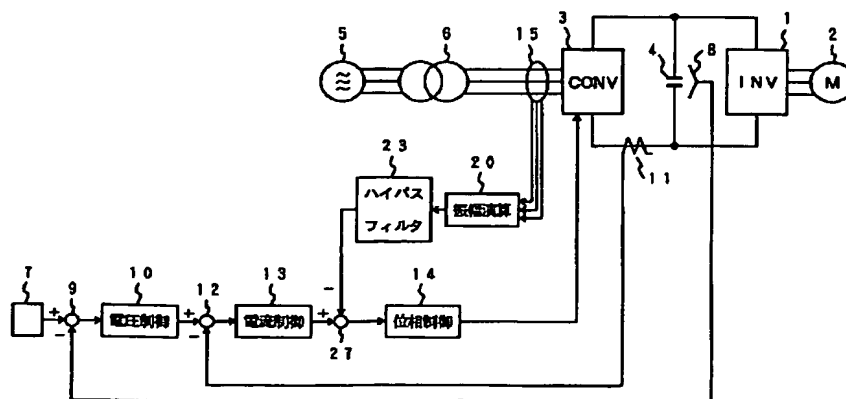 5 6 15 3 4 8 1 2
CONV
INV
M
11
23 20
ハイパス
フィルタ
振幅演算
7 10 12 13 14
9
+ - + - + -
電圧制御
電流制御
位相制御
27